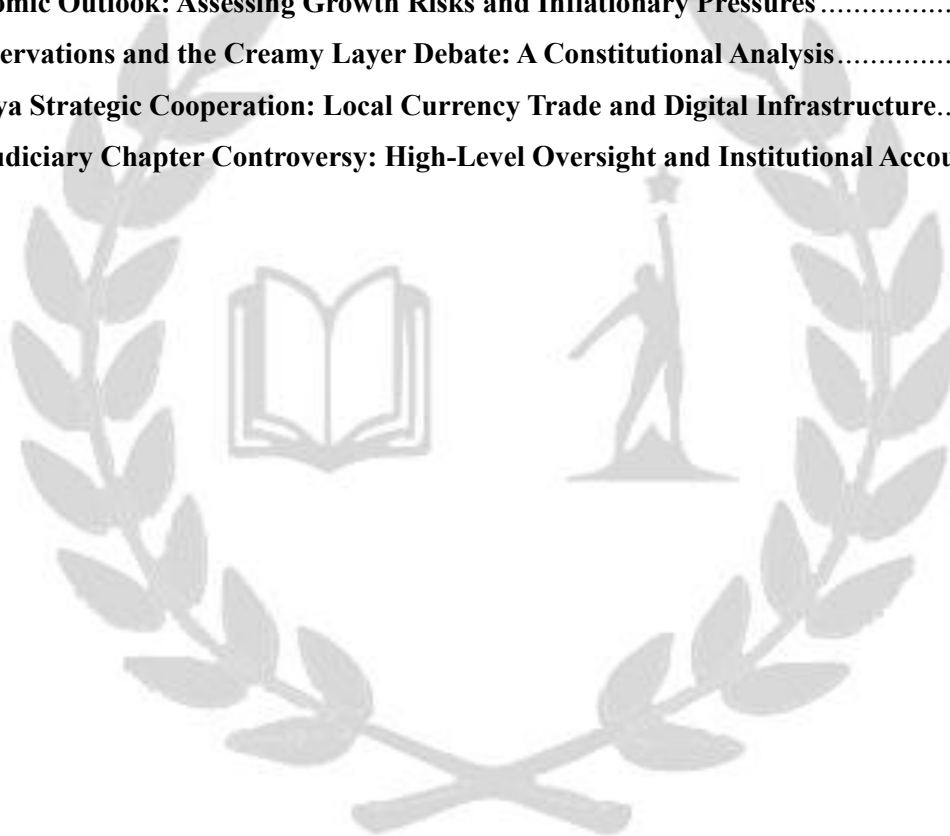 omic Outlook: Assessing Growth Risks and Inflationary Pressures................
ervations and the Creamy Layer Debate: A Constitutional Analysis..............
ya Strategic Cooperation: Local Currency Trade and Digital Infrastructure..
udiciary Chapter Controversy: High-Level Oversight and Institutional Accou